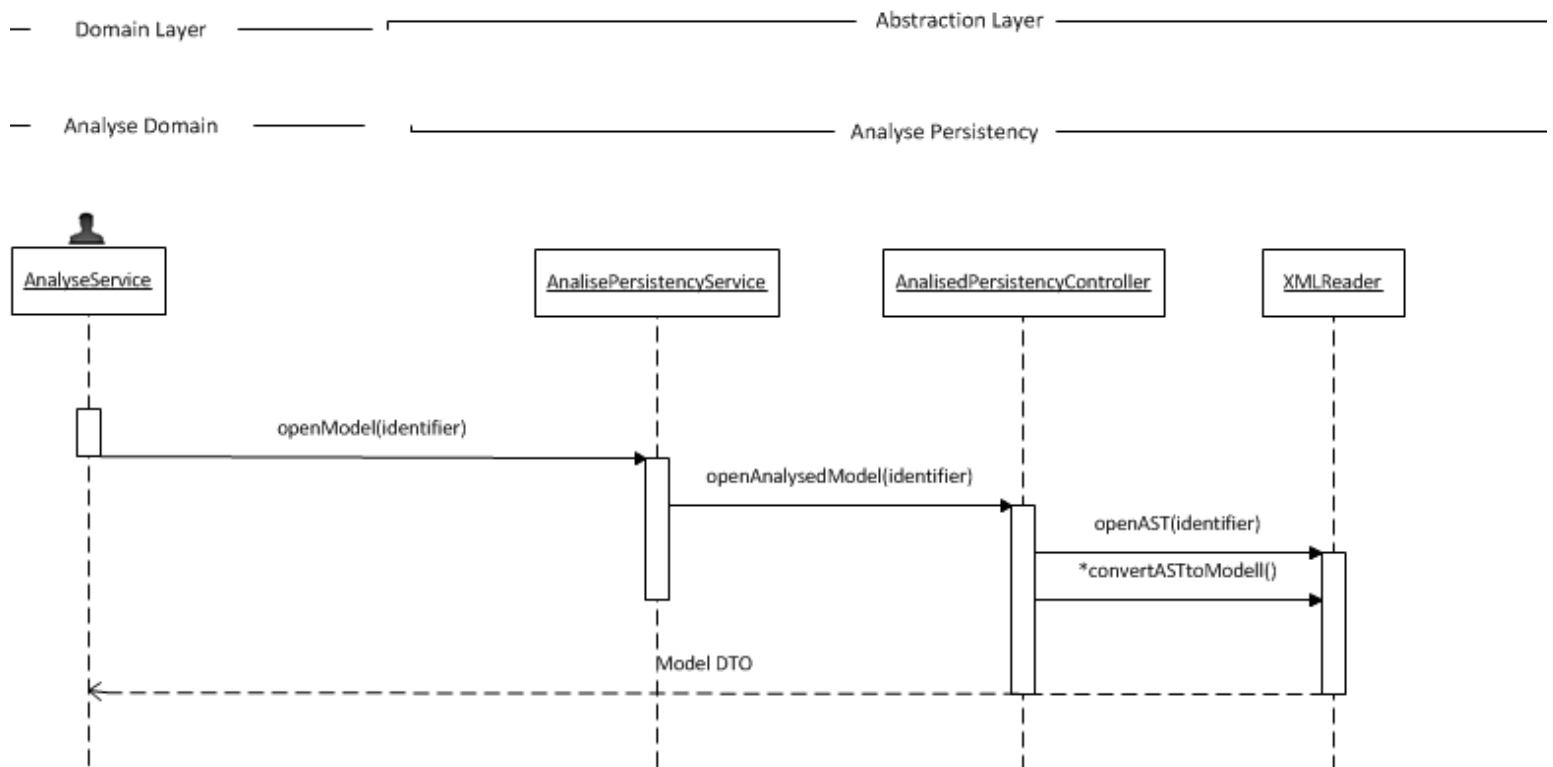 Domain Layer
Abstraction Layer
Analyse Domain
Analyse Persistency
AnalyseService
AnalisePersistencyService
AnalisedPersistencyController
XMLReader
openModel(identifier)
openAnalysedModel(identifier)
openAST(identifier)
*convertASTtoModell()
Model DTO